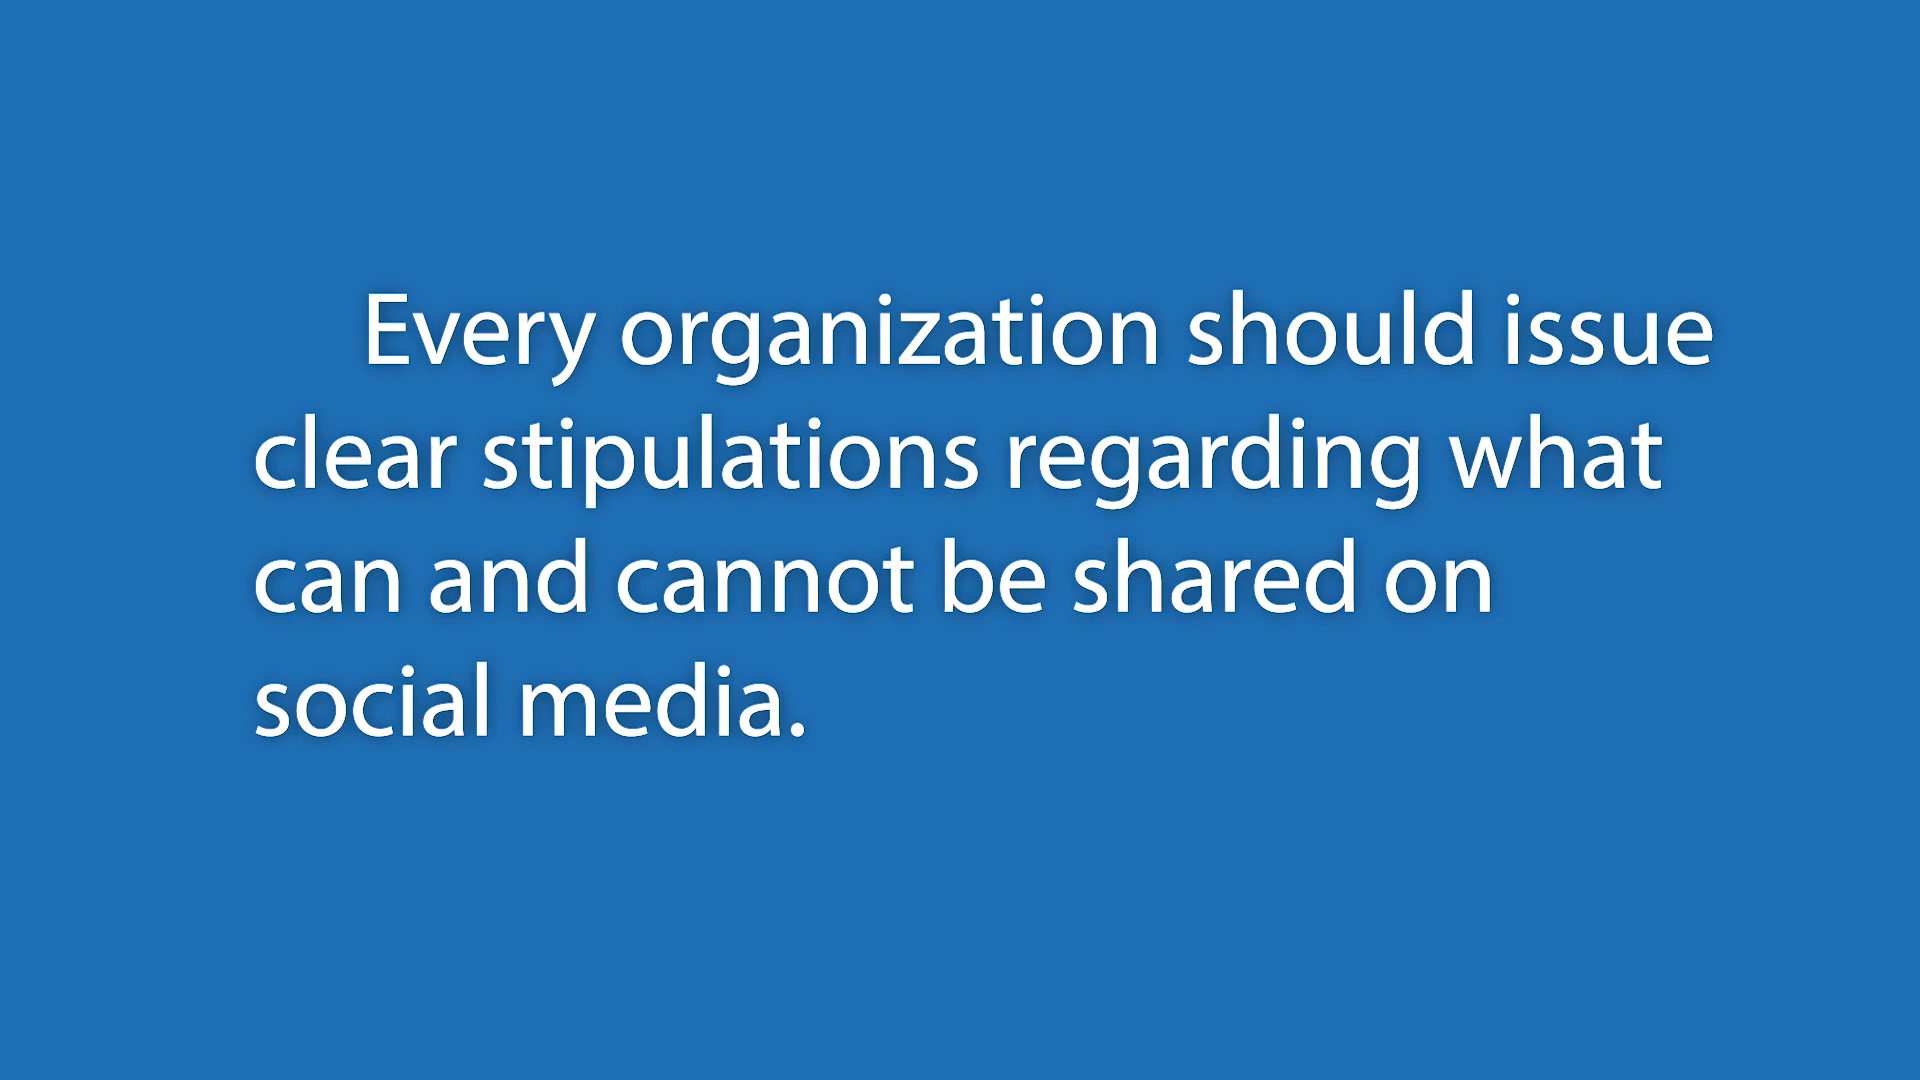 Every organization should issue
clear stipulations regarding what
can and cannot be shared on
social media.